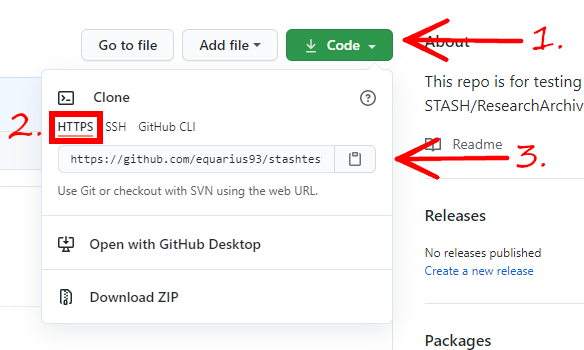 Go to file
Add file
Code
1.
About
This repo is for testing
STASH/ResearchArchiv
Clone
?
2.
HTTPS
SSH
GitHub CLI
https://github.com/equarius93/stashtes
3.
Readme
Use Git or checkout with SVN using the web URL.
Releases
Open with GitHub Desktop
No releases published
Create a new release
Download ZIP
Packages